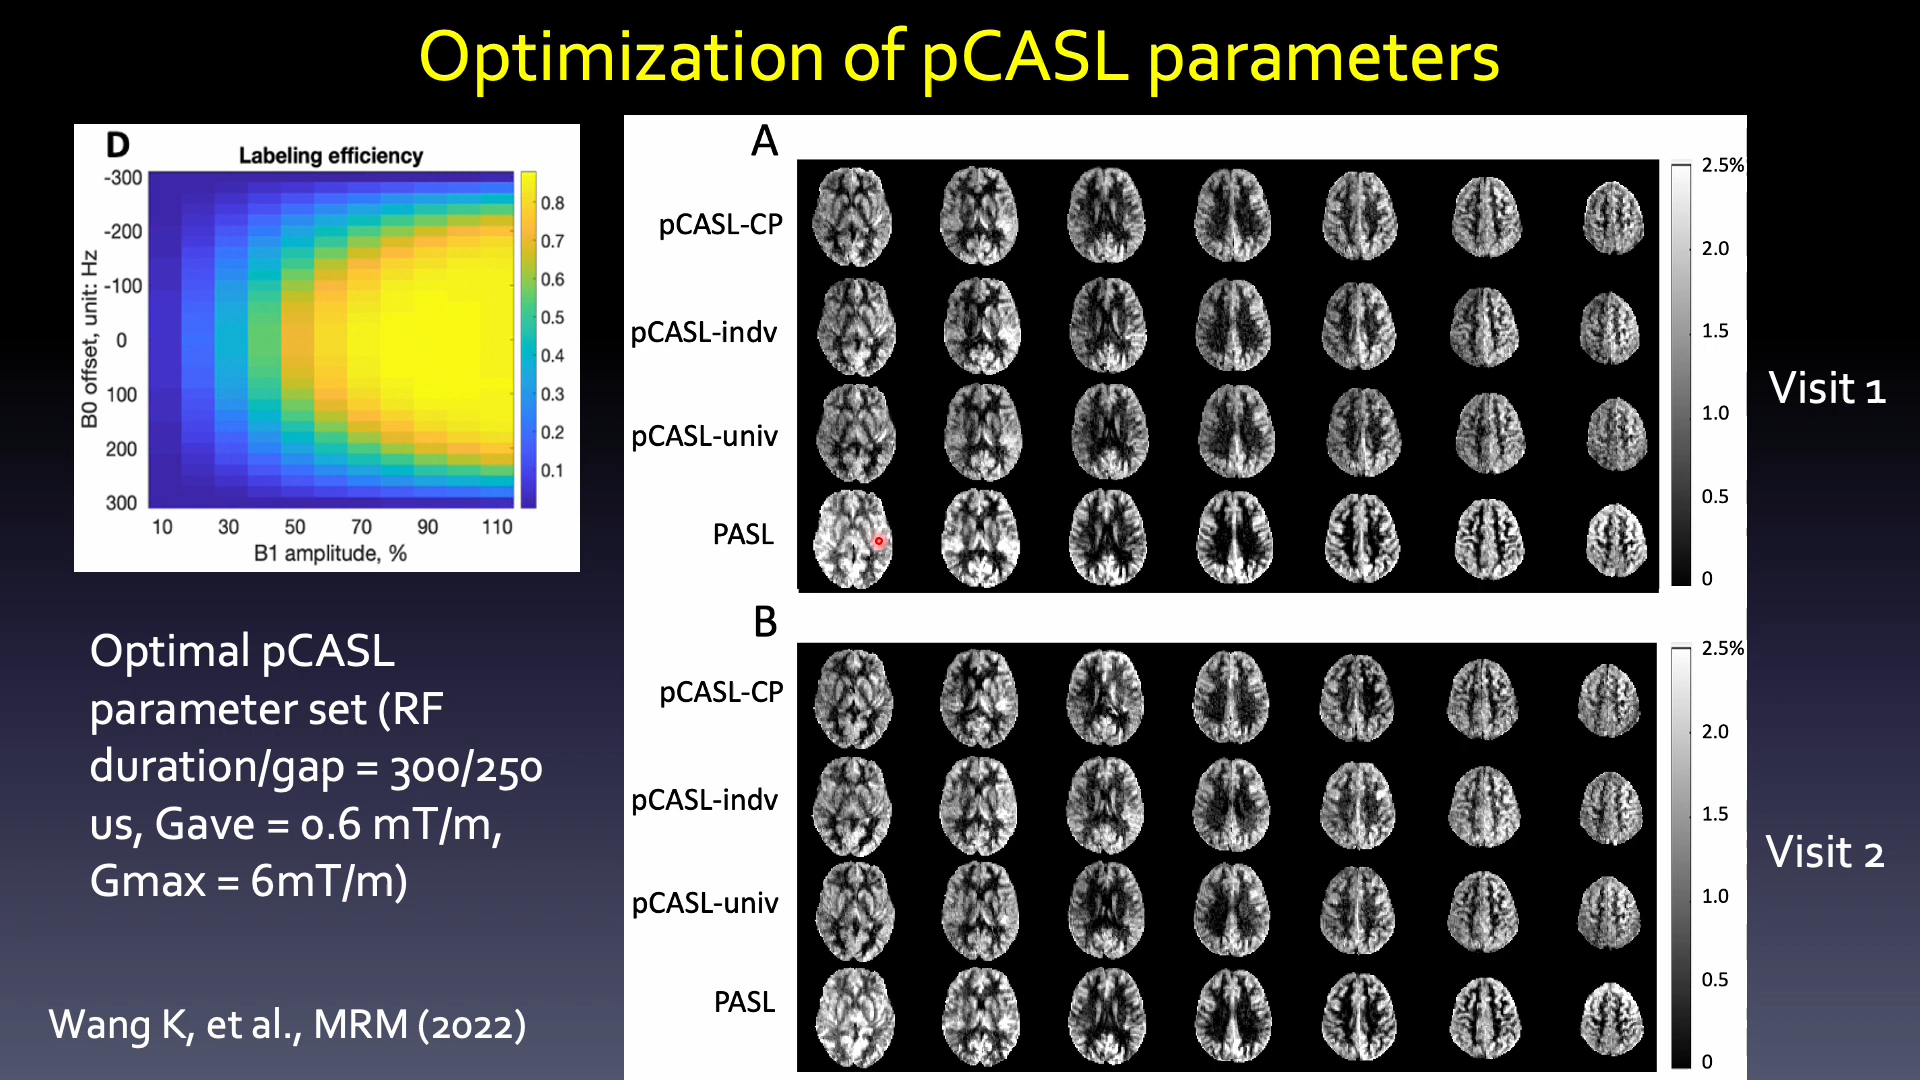 Optimization of pCASL parameters
D
Labeling efficiency
-300
-200
-100
0
100
200
300
B0 offset, unit: Hz
10 30 50 70 90 110
B1 amplitude, %
0.8
0.7
0.6
0.5
0.4
0.3
0.2
0.1
Optimal pCASL
parameter set (RF
duration/gap = 300/250
us, Gave = 0.6 mT/m,
Gmax = 6mT/m)
Wang K, et al., MRM (2022)
A
pCASL-CP
pCASL-indv
pCASL-univ
PASL
2.5%
2.0
1.5
1.0
0.5
0
Visit 1
B
pCASL-CP
pCASL-indv
pCASL-univ
PASL
2.5%
2.0
1.5
1.0
0.5
0
Visit 2